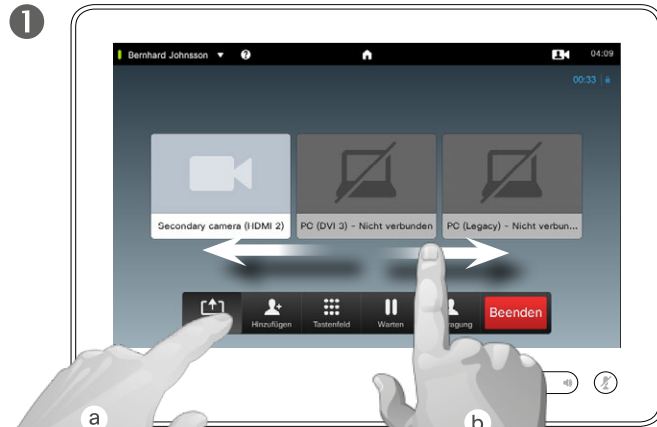 1
Bernhard Johnsson
?
04:09
00:33
Secondary camera (HDMI 2)
PC (DVI 3) – Nicht verbunden
PC (Legacy) – Nicht verbun...
Hinzufügen
Tastenfeld
Warten
Beenden
a
b